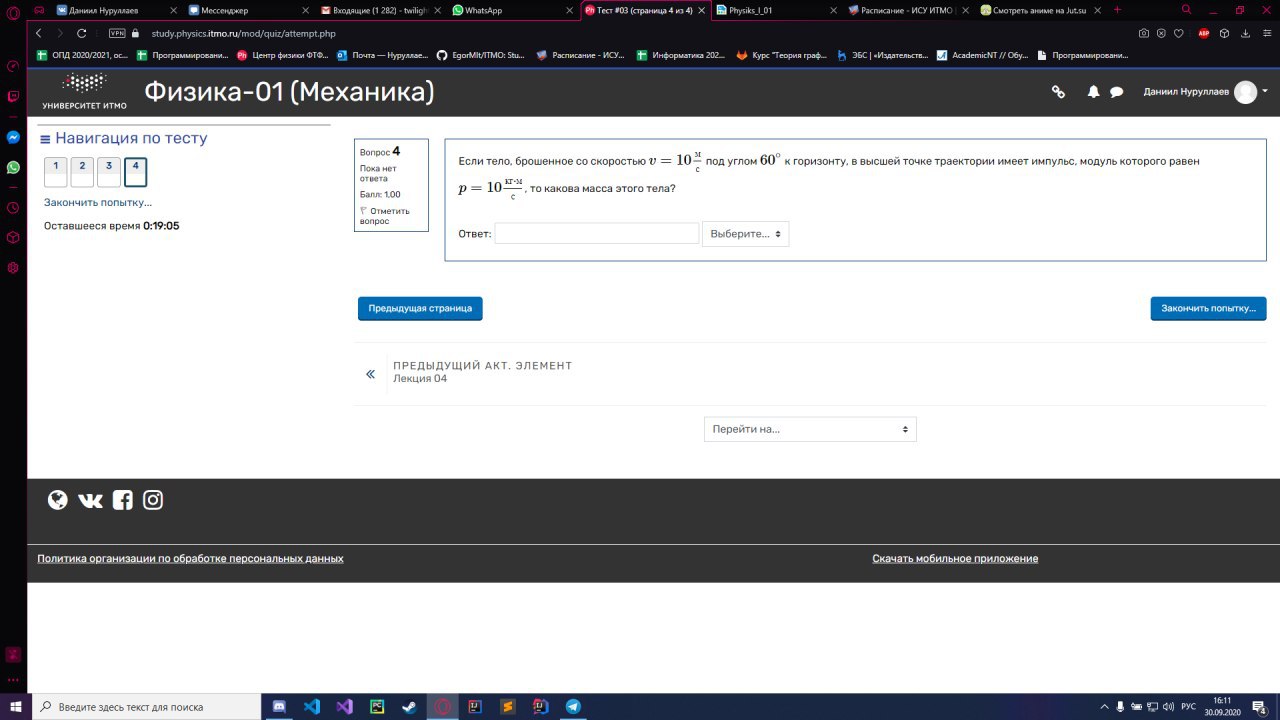 Даниил Нуруллаев
Мессенджер
Входящие (1 282) - twiligh
WhatsApp
Тест #03 (страница 4 из 4)
Physiks_I_01
Расписание - ИСУ ИТМО |
Смотреть аниме на Jut.su
VPN study.physics.itmo.ru/mod/quiz/attempt.php
ABP
ОПД 2020/2021, ос...
Программировани...
Центр физики ФТФ...
Почта — Нуруллае...
EgorMIt/ITMO: Stu...
Расписание - ИСУ...
Информатика 202...
Курс "Теория граф...
ЭБС | «Издательств...
AcademicNT // Обу...
Программировани...
УНИВЕРСИТЕТ ИТМО
Физика-01 (Механика)
Даниил Нуруллаев
Навигация по тесту
1 2 3 4
Закончить попытку...
Оставшееся время 0:19:05
Вопрос 4
Пока нет
ответа
Балл: 1,00
Отметить
вопрос
Если тело, брошенное со скоростью v = 10 м/с под углом 60° к горизонту, в высшей точке траектории имеет импульс, модуль которого равен
p = 10 кг·м/с, то какова масса этого тела?
Ответ:
Выберите...
Предыдущая страница
Закончить попытку...
ПРЕДЫДУЩИЙ АКТ. ЭЛЕМЕНТ
Лекция 04
Перейти на...
Политика организации по обработке персональных данных
Скачать мобильное приложение
Введите здесь текст для поиска
PC
IJ
IJ
РУС
16:11
30.09.2020
4